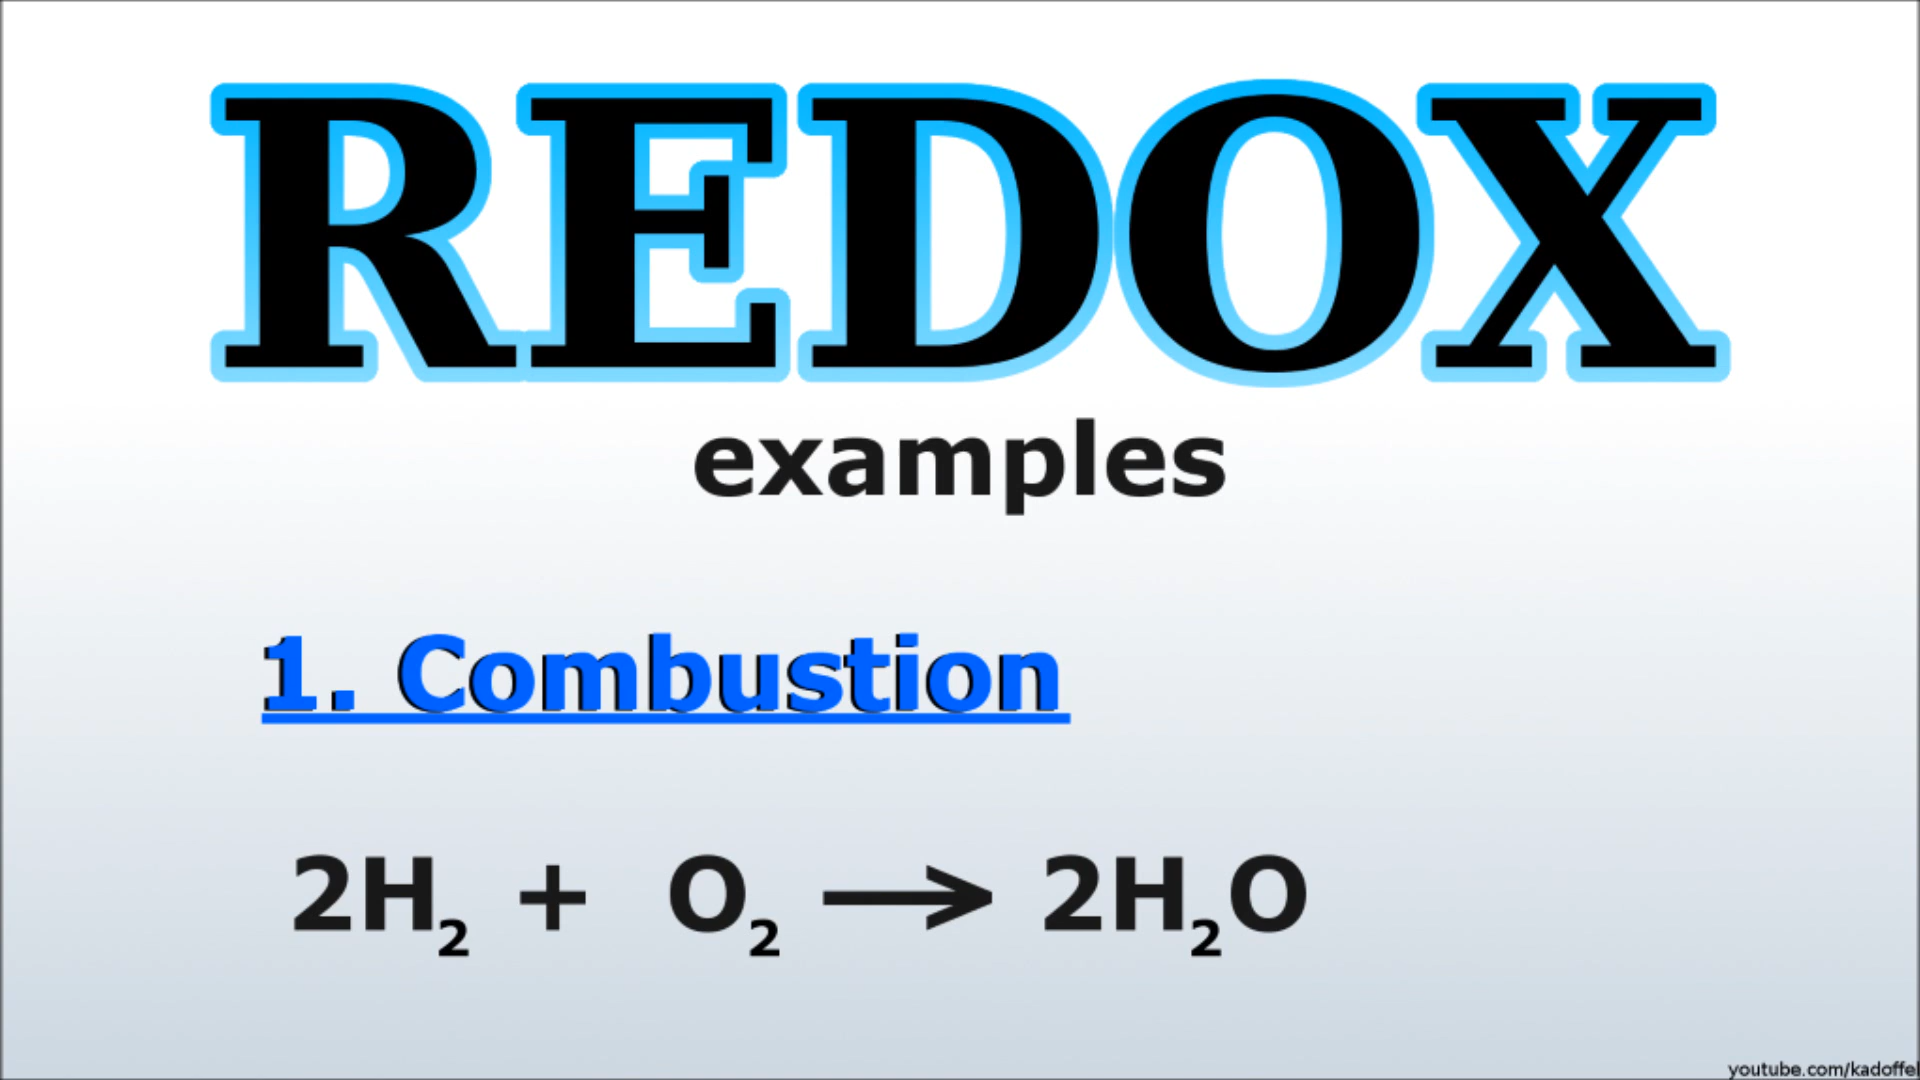 REDOX
examples
1. Combustion
2H₂ + O₂ → 2H₂O
youtube.com/kadoffel